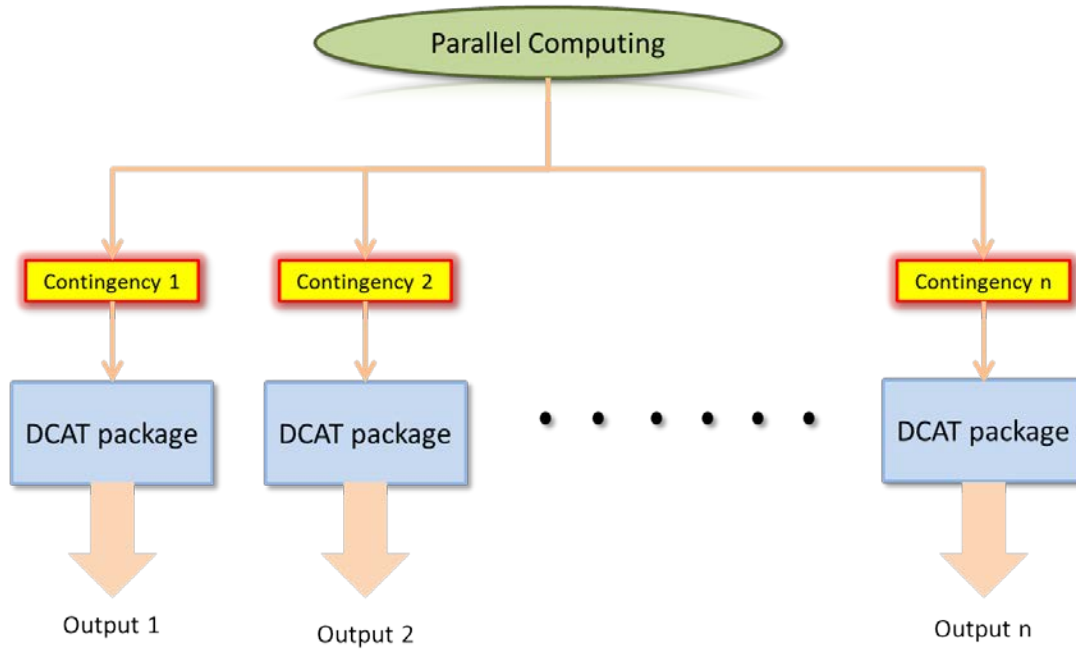 Parallel Computing
Contingency 1
Contingency 2
Contingency n
DCAT package
DCAT package
DCAT package
Output 1
Output 2
Output n